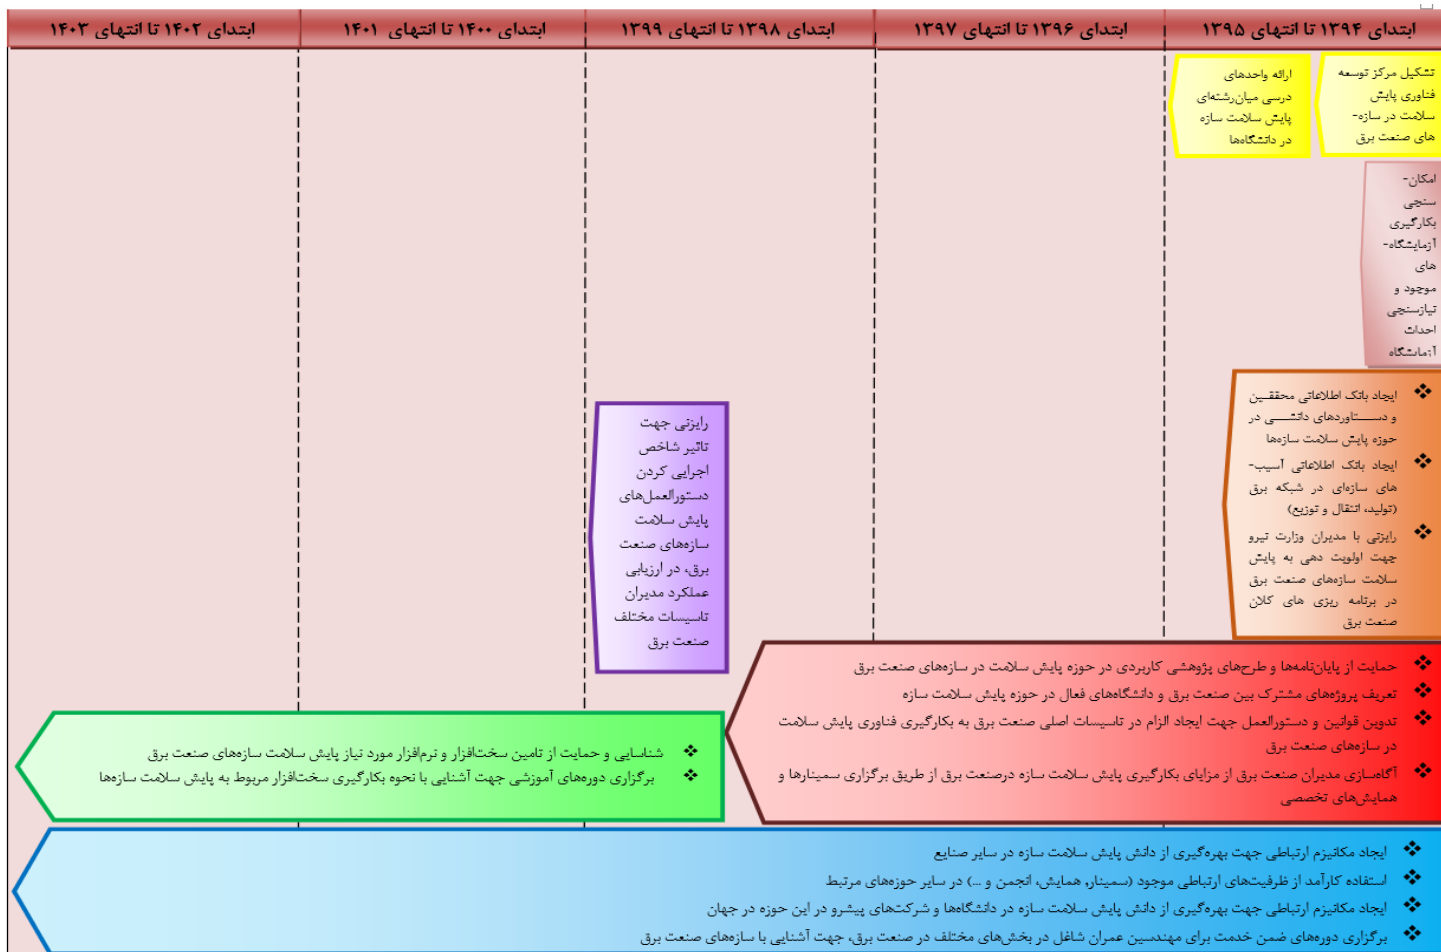 ابتدای ۱۳۹۴ تا انتهای ۱۳۹۵
ابتدای ۱۳۹۶ تا انتهای ۱۳۹۷
ابتدای ۱۳۹۸ تا انتهای ۱۳۹۹
ابتدای ۱۴۰۰ تا انتهای ۱۴۰۱
ابتدای ۱۴۰۲ تا انتهای ۱۴۰۳
تشکیل مرکز توسعه
فناوری پایش
سلامت در سازه-
های صنعت برق
ارائه واحدهای
درسی میان‌رشته‌ای
پایش سلامت سازه
در دانشگاه‌ها
امکان-
سنجی
بکارگیری
آزمایشگاه-
های
موجود و
نیازسنجی
احداث
آزمایشگاه
❖ ایجاد بانک اطلاعاتی محققین
و دستاوردهای دانشی در
حوزه پایش سلامت سازه‌ها
❖ ایجاد بانک اطلاعاتی آسیب-
های سازه‌ای در شبکه برق
(تولید، انتقال و توزیع)
❖ رایزنی با مدیران وزارت نیرو
جهت اولویت دهی به پایش
سلامت سازه‌های صنعت برق
در برنامه ریزی های کلان
صنعت برق
رایزنی جهت
تاثیر شاخص
اجرایی کردن
دستورالعمل‌های
پایش سلامت
سازه‌های صنعت
برق، در ارزیابی
عملکرد مدیران
تاسیسات مختلف
صنعت برق
❖ حمایت از پایان‌نامه‌ها و طرح‌های پژوهشی کاربردی در حوزه پایش سلامت در سازه‌های صنعت برق
❖ تعریف پروژه‌های مشترک بین صنعت برق و دانشگاه‌های فعال در حوزه پایش سلامت سازه
❖ تدوین قوانین و دستورالعمل جهت ایجاد الزام در تاسیسات اصلی صنعت برق به بکارگیری فناوری پایش سلامت
در سازه‌های صنعت برق
❖ آگاه‌سازی مدیران صنعت برق از مزایای بکارگیری پایش سلامت سازه درصنعت برق از طریق برگزاری سمینارها و
همایش‌های تخصصی
❖ شناسایی و حمایت از تامین سخت‌افزار و نرم‌افزار مورد نیاز پایش سلامت سازه‌های صنعت برق
❖ برگزاری دوره‌های آموزشی جهت آشنایی با نحوه بکارگیری سخت‌افزار مربوط به پایش سلامت سازه‌ها
❖ ایجاد مکانیزم ارتباطی جهت بهره‌گیری از دانش پایش سلامت سازه در سایر صنایع
❖ استفاده کارآمد از ظرفیت‌های ارتباطی موجود (سمینار، همایش، انجمن و ...) در سایر حوزه‌های مرتبط
❖ ایجاد مکانیزم ارتباطی جهت بهره‌گیری از دانش پایش سلامت سازه در دانشگاه‌ها و شرکت‌های پیشرو در این حوزه در جهان
❖ برگزاری دوره‌های ضمن خدمت برای مهندسین عمران شاغل در بخش‌های مختلف در صنعت برق، جهت آشنایی با سازه‌های صنعت برق